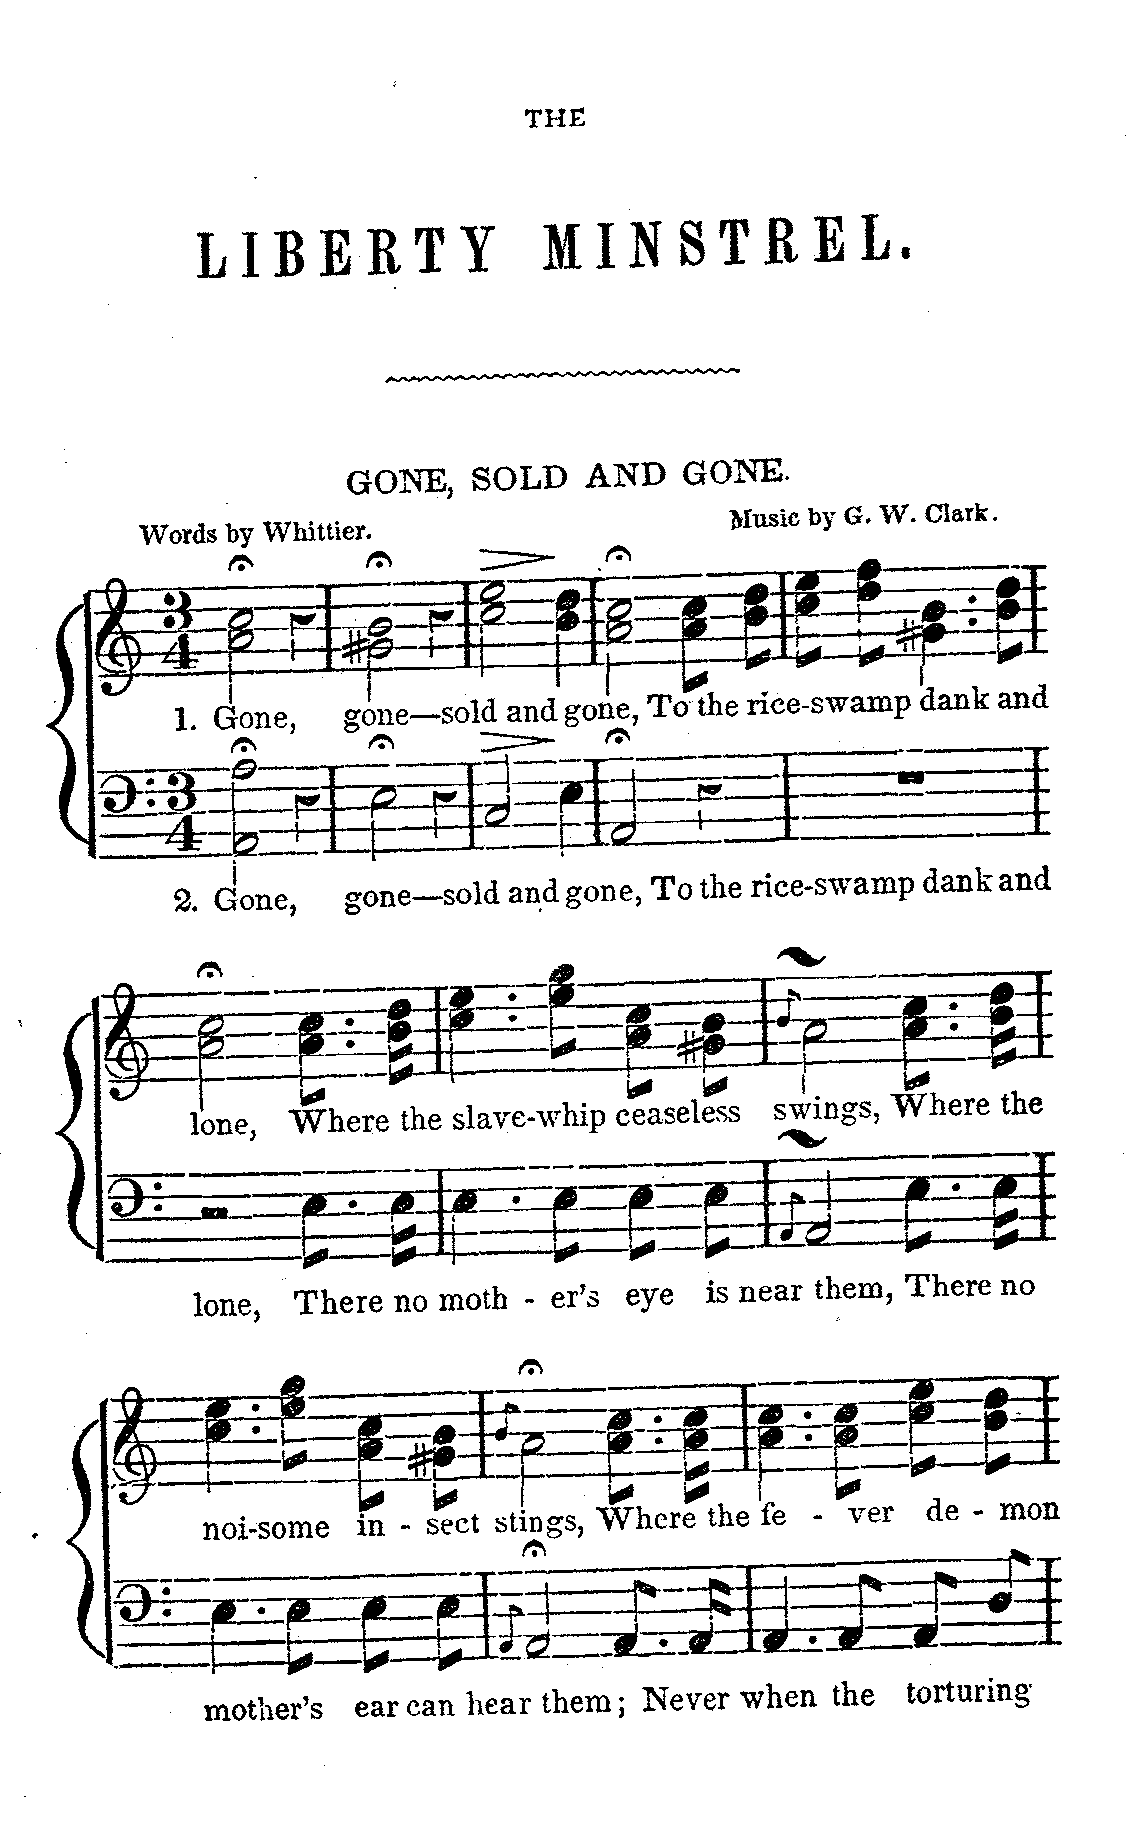 THE
LIBERTY MINSTREL.
GONE, SOLD AND GONE.
Words by Whittier.
Music by G. W. Clark.
3
4
1. Gone, gone—sold and gone, To the rice-swamp dank and
3
4
2. Gone, gone—sold and gone, To the rice-swamp dank and
lone, Where the slave-whip ceaseless swings, Where the
lone, There no moth - er's eye is near them, There no
noi-some in - sect stings, Where the fe - ver de - mon
mother's ear can hear them; Never when the torturing